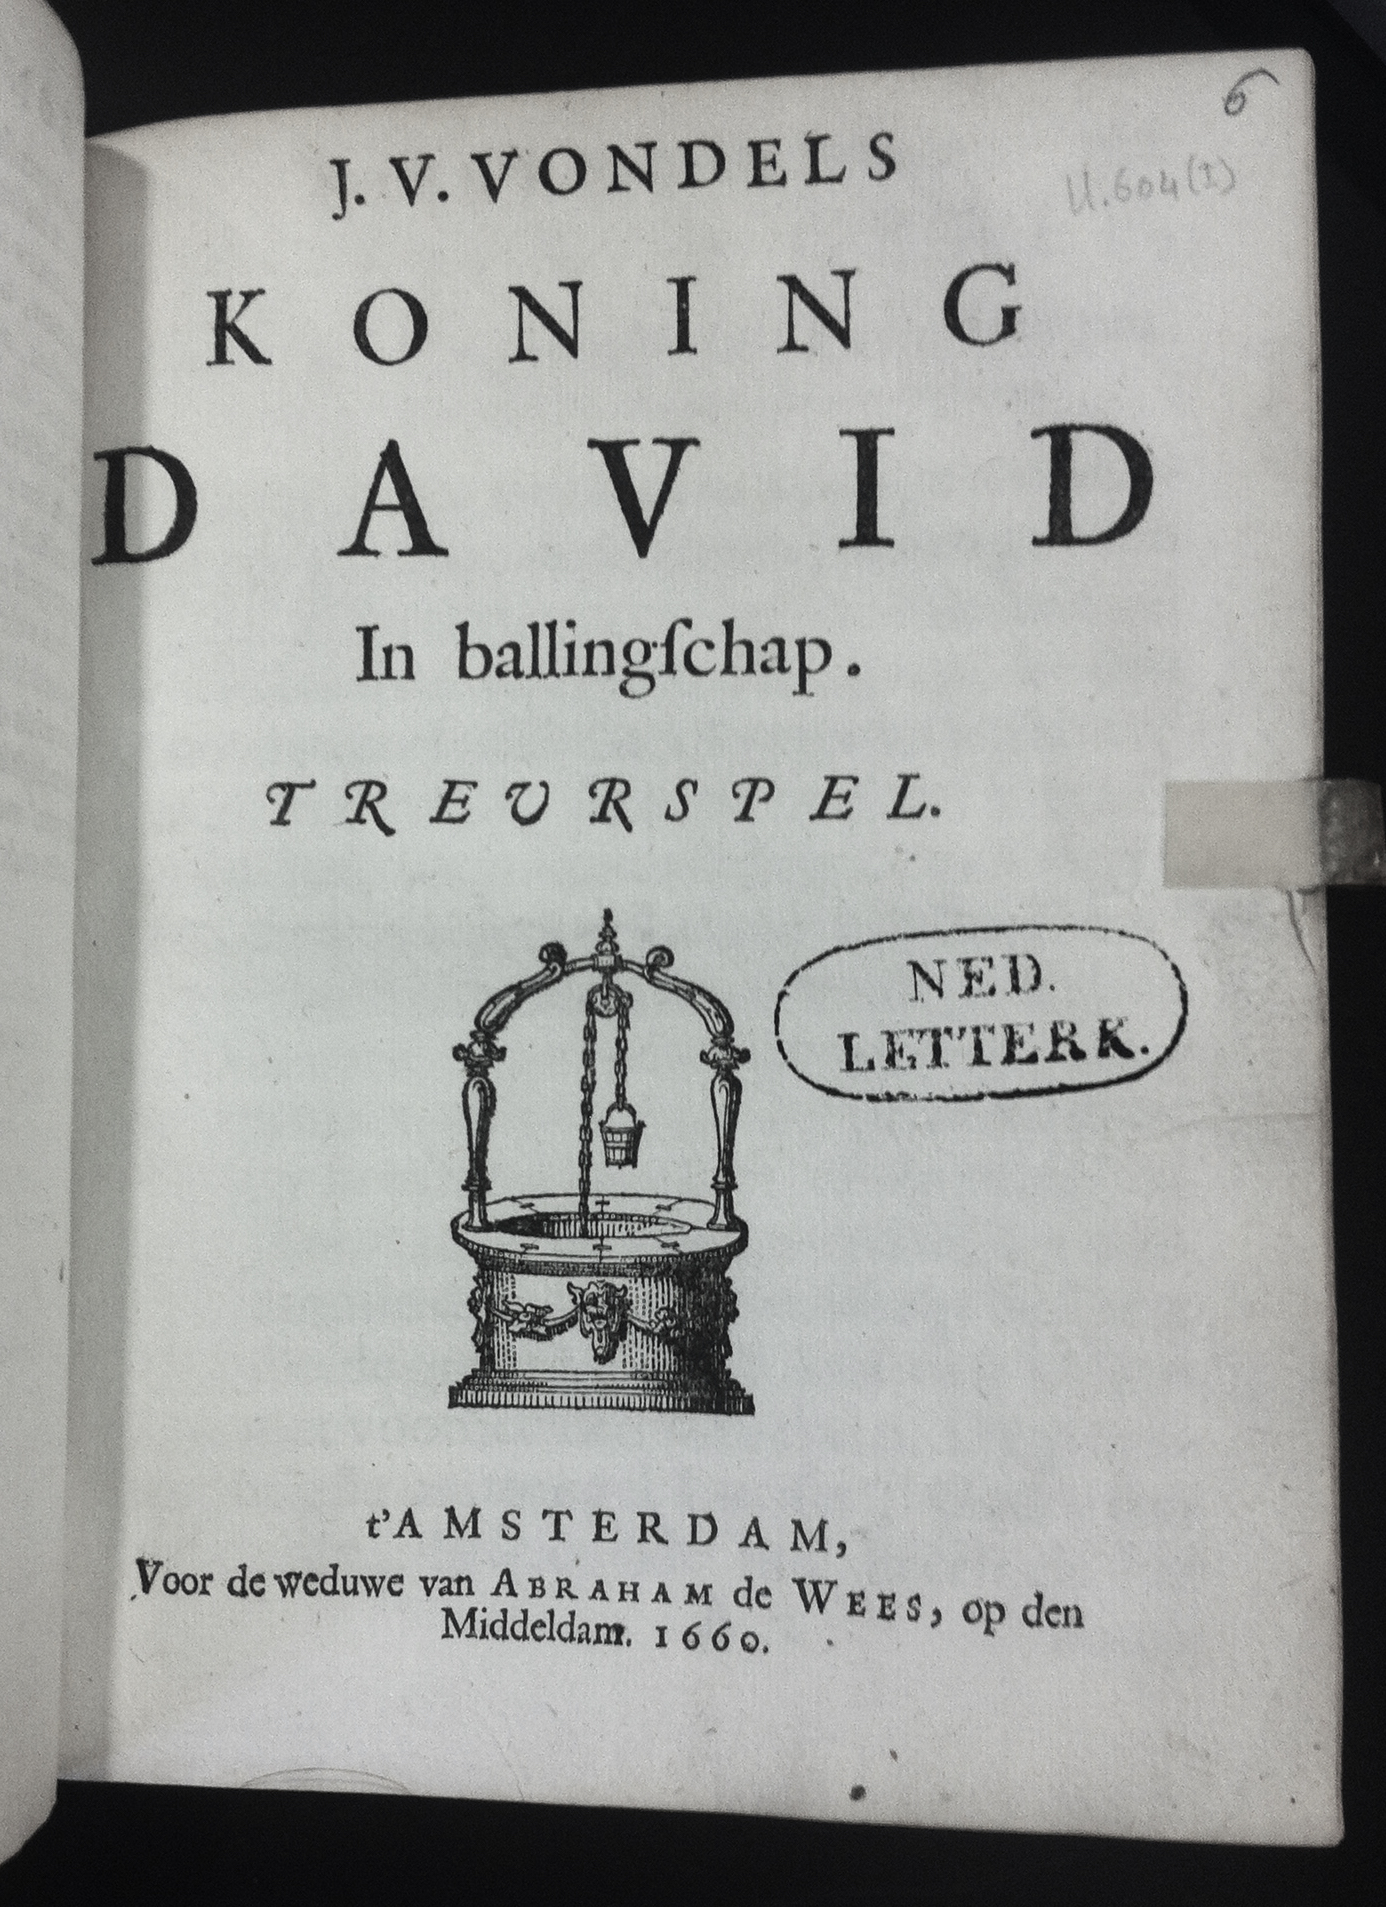 6
J. V. VONDELS
U.604(1)
KONING
DAVID
In ballingſchap.
TREURSPEL.
NED.
LETTERK.
t'AMSTERDAM,
Voor de weduwe van ABRAHAM de WEES, op den
Middeldam. 1660.